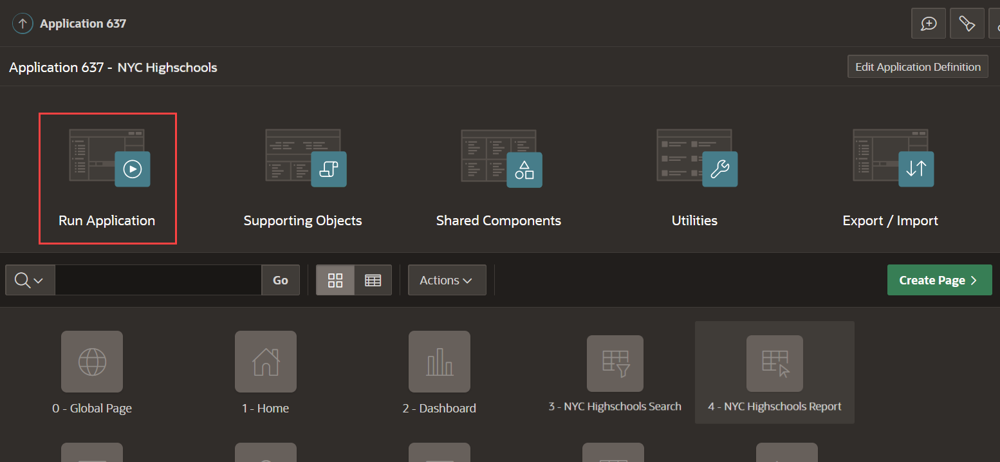 Application 637
Application 637 - NYC Highschools
Edit Application Definition
Run Application
Supporting Objects
Shared Components
Utilities
Export / Import
Go
Actions
Create Page
0 - Global Page
1 - Home
2 - Dashboard
3 - NYC Highschools Search
4 - NYC Highschools Report